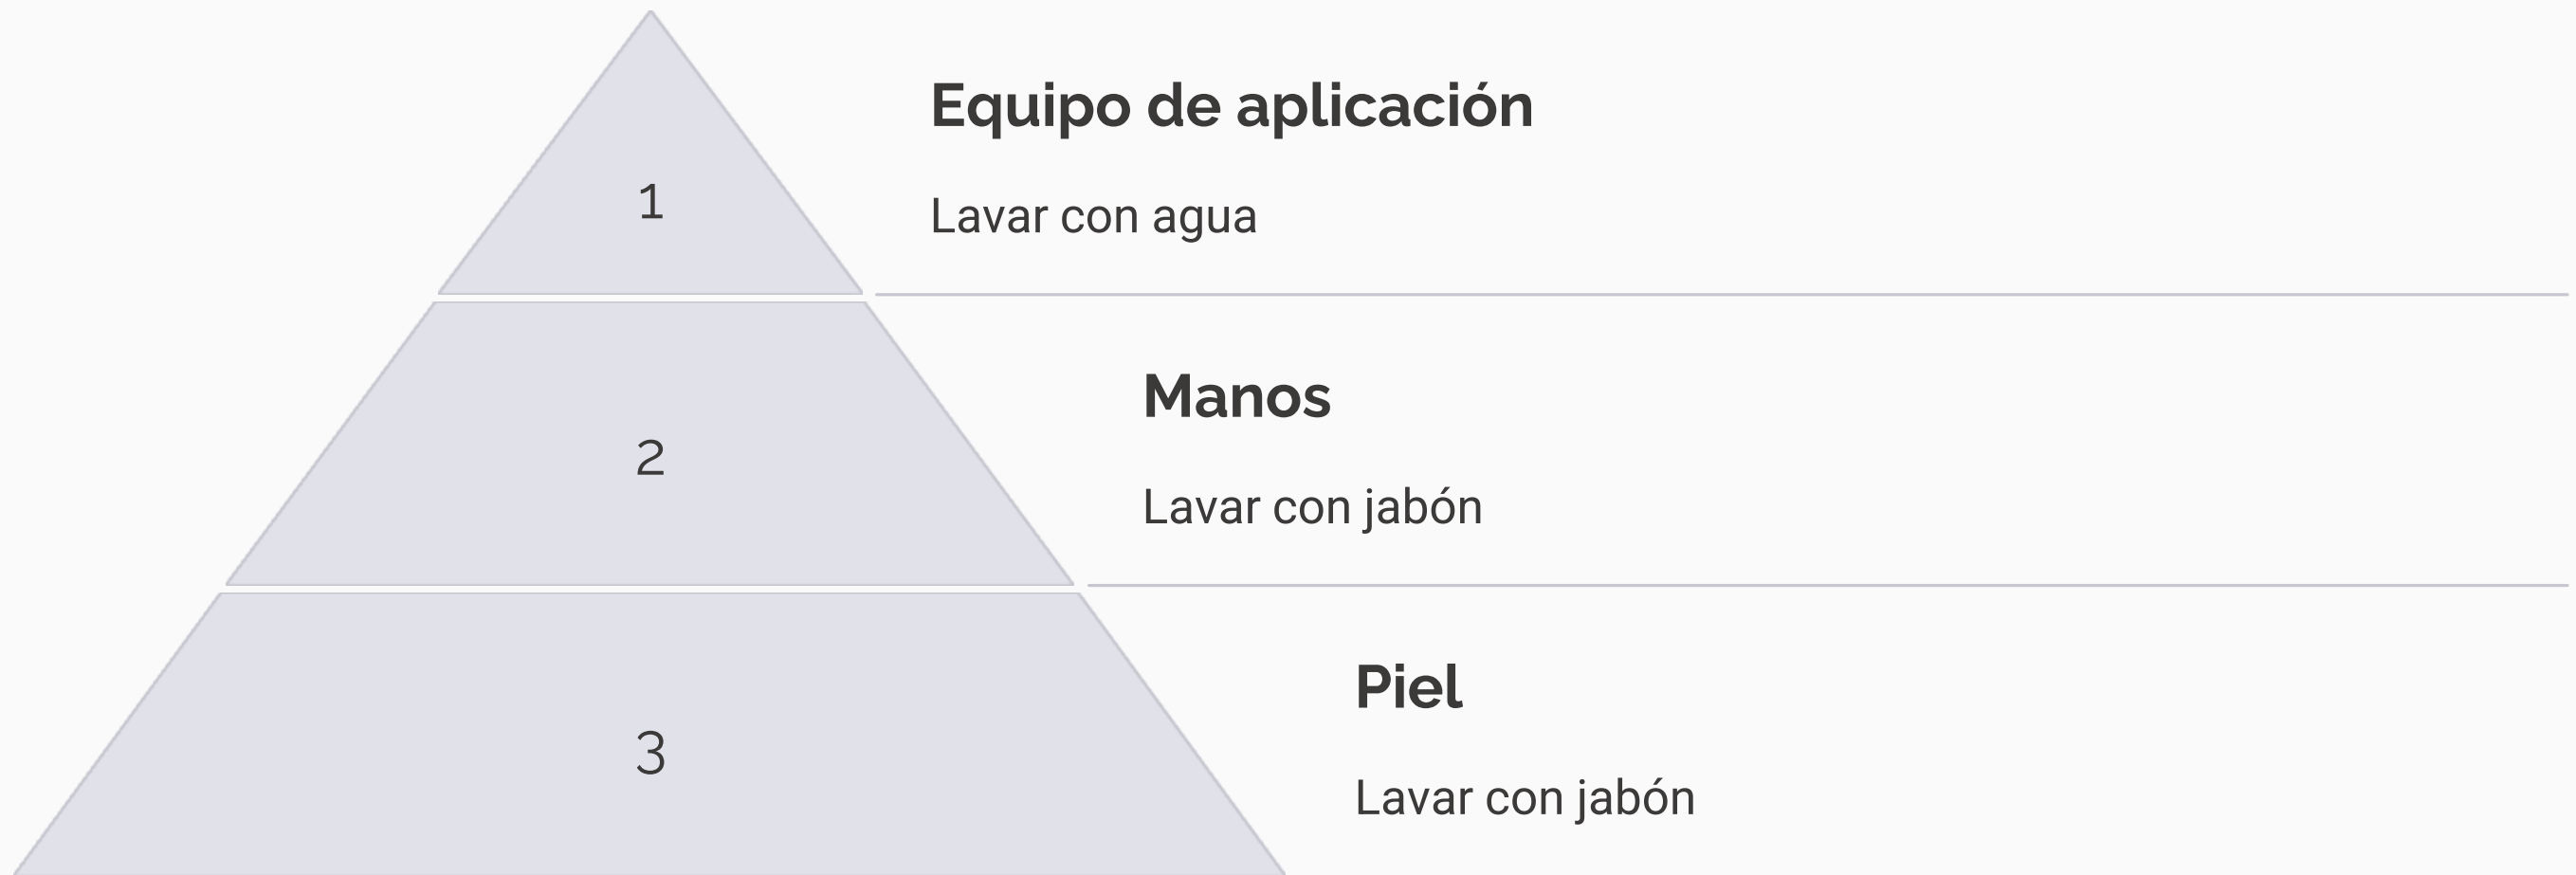 1
Equipo de aplicación
Lavar con agua
2
Manos
Lavar con jabón
3
Piel
Lavar con jabón